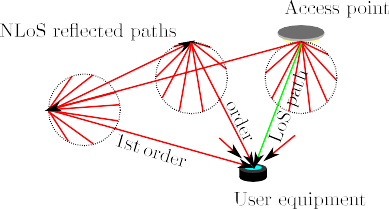 Access point
NLoS reflected paths
order
LoS path
1st order
User equipment